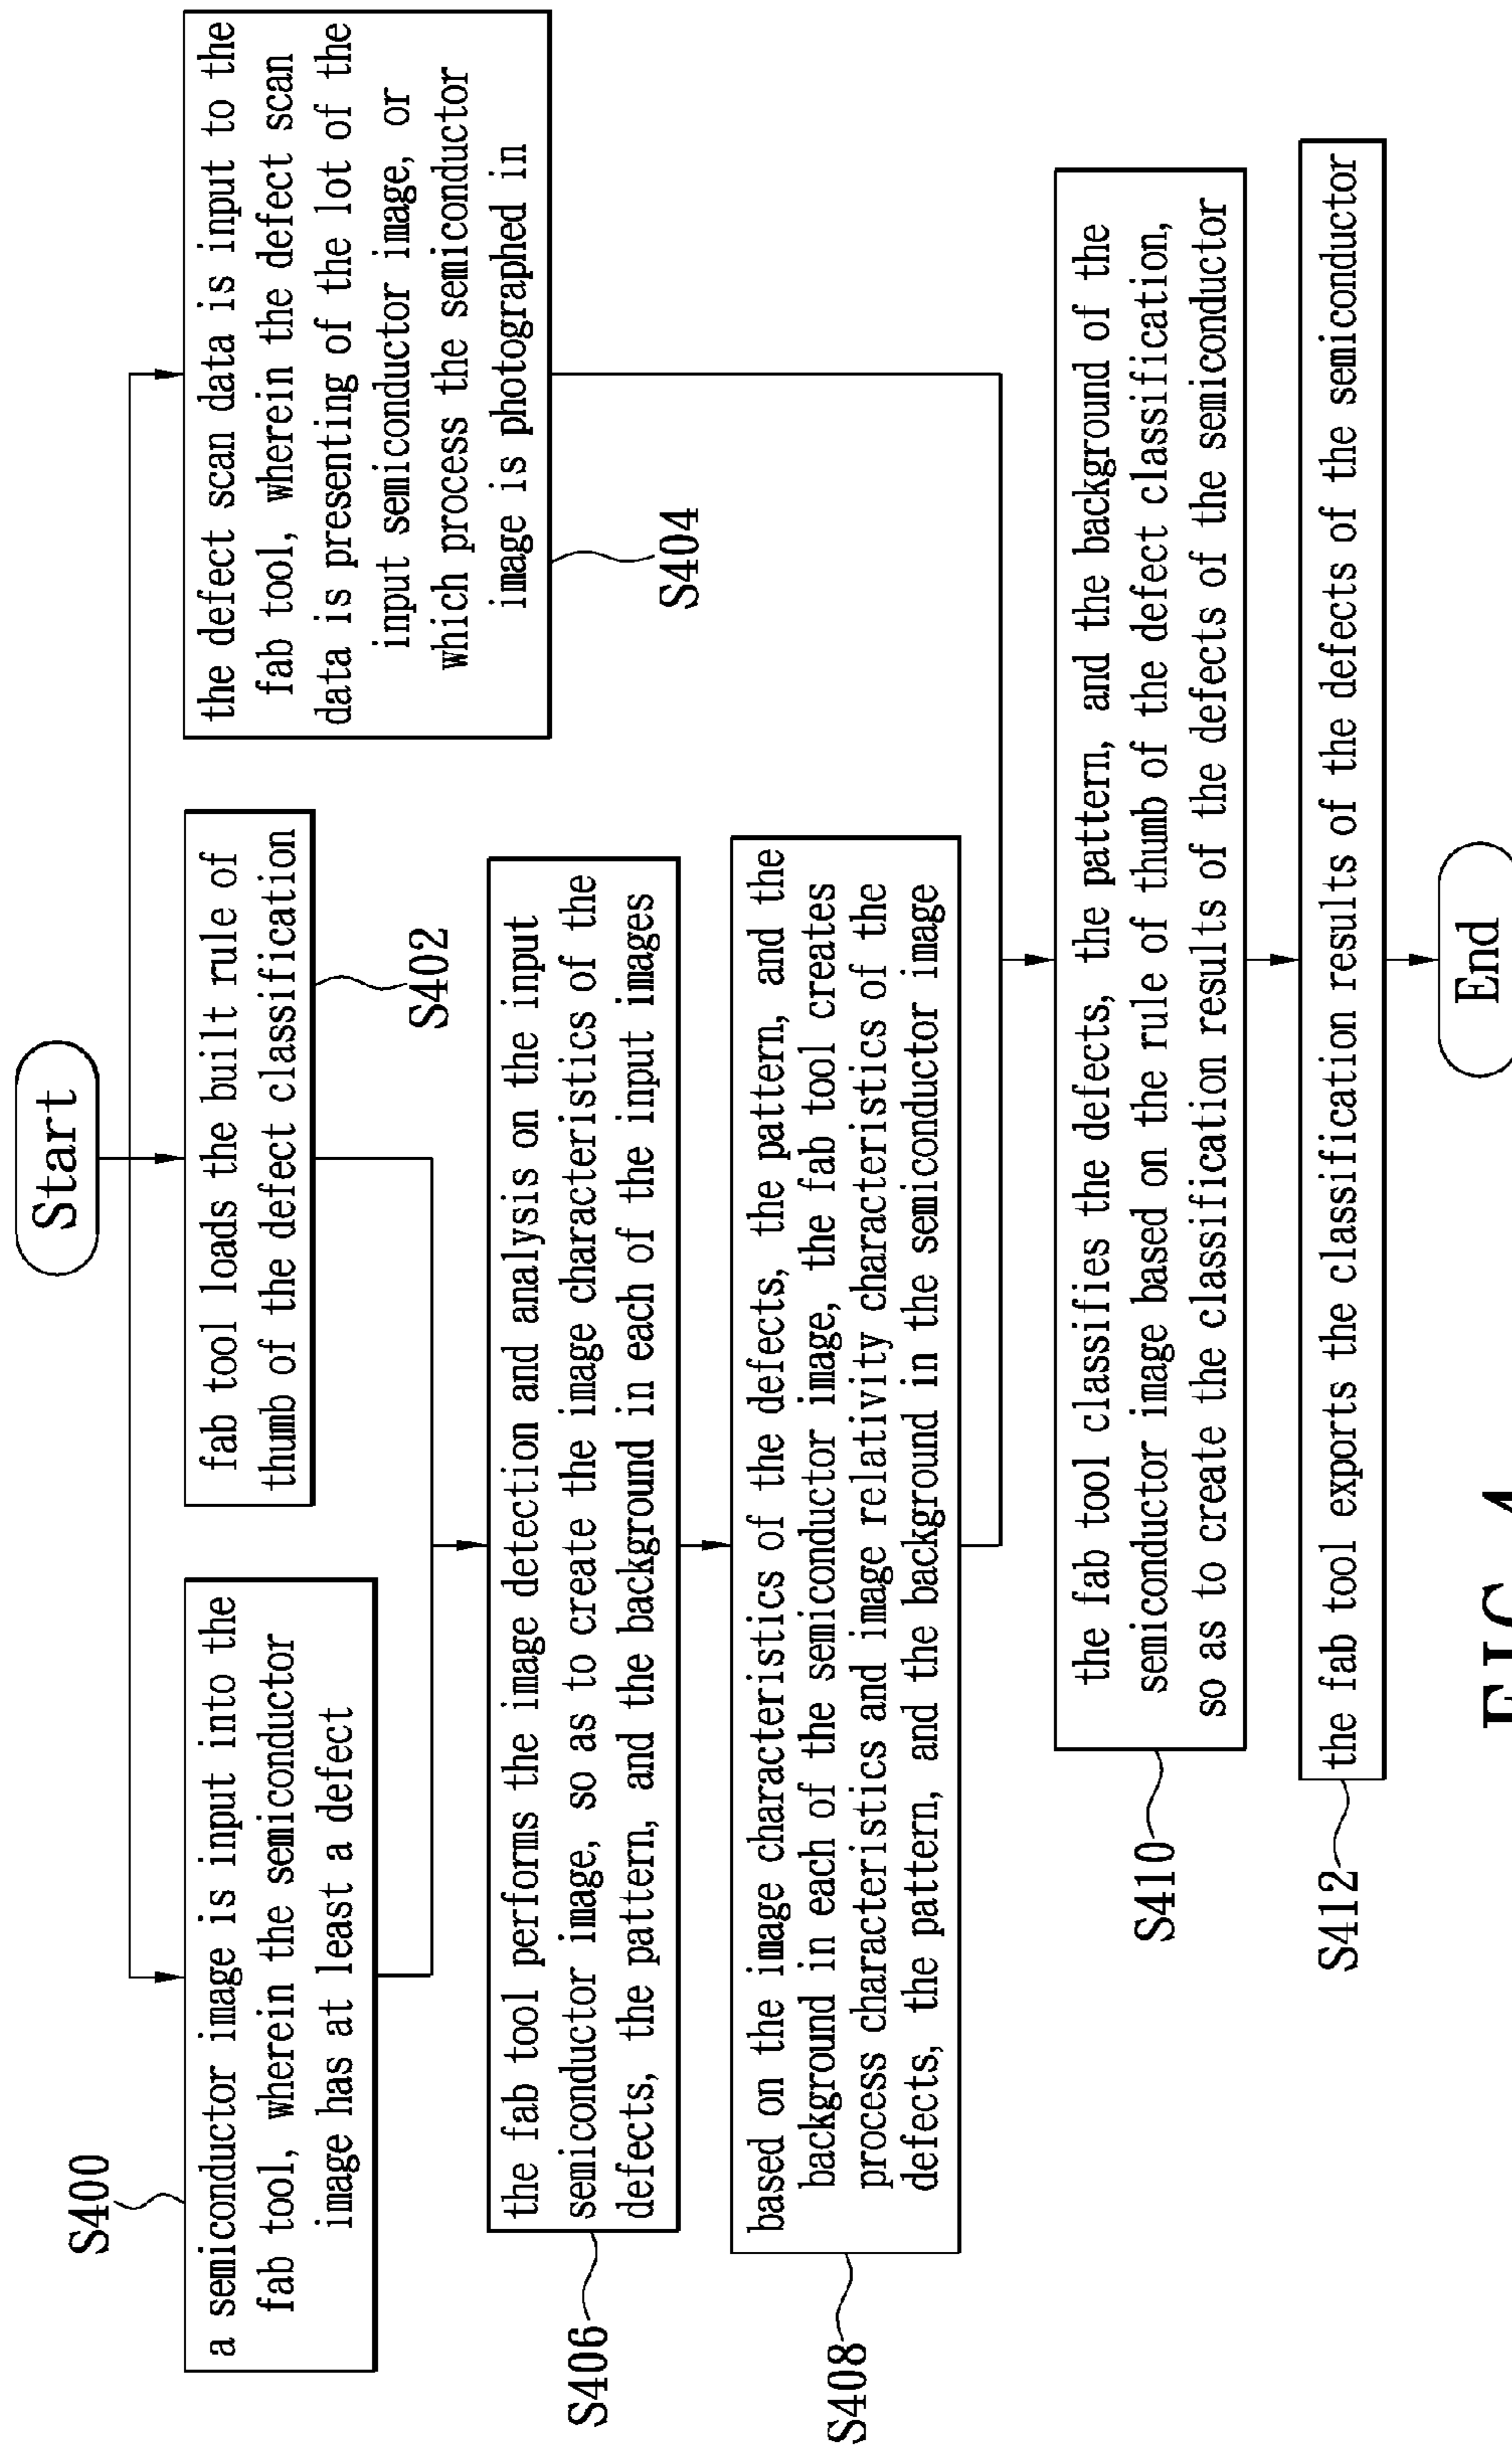 Start
S400
a semiconductor image is input into the
fab tool, wherein the semiconductor
image has at least a defect
fab tool loads the built rule of
thumb of the defect classification
S402
the defect scan data is input to the
fab tool, wherein the defect scan
data is presenting of the lot of the
input semiconductor image, or
which process the semiconductor
image is photographed in
S404
S406
the fab tool performs the image detection and analysis on the input
semiconductor image, so as to create the image characteristics of the
defects, the pattern, and the background in each of the input images
S408
based on the image characteristics of the defects, the pattern, and the
background in each of the semiconductor image, the fab tool creates
process characteristics and image relativity characteristics of the
defects, the pattern, and the background in the semiconductor image
S410
the fab tool classifies the defects, the pattern, and the background of the
semiconductor image based on the rule of thumb of the defect classification,
so as to create the classification results of the defects of the semiconductor
S412
the fab tool exports the classification results of the defects of the semiconductor
End
FIG. 4